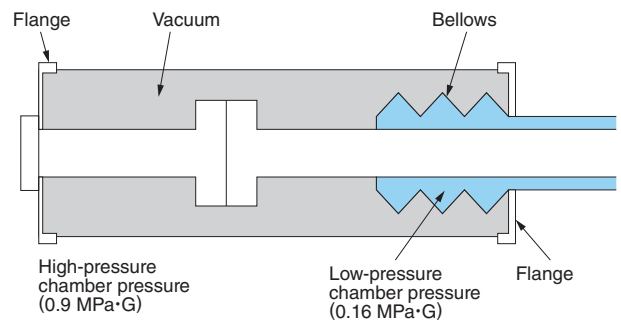 Flange
Vacuum
Bellows
High-pressure
chamber pressure
(0.9 MPa•G)
Low-pressure
chamber pressure
(0.16 MPa•G)
Flange